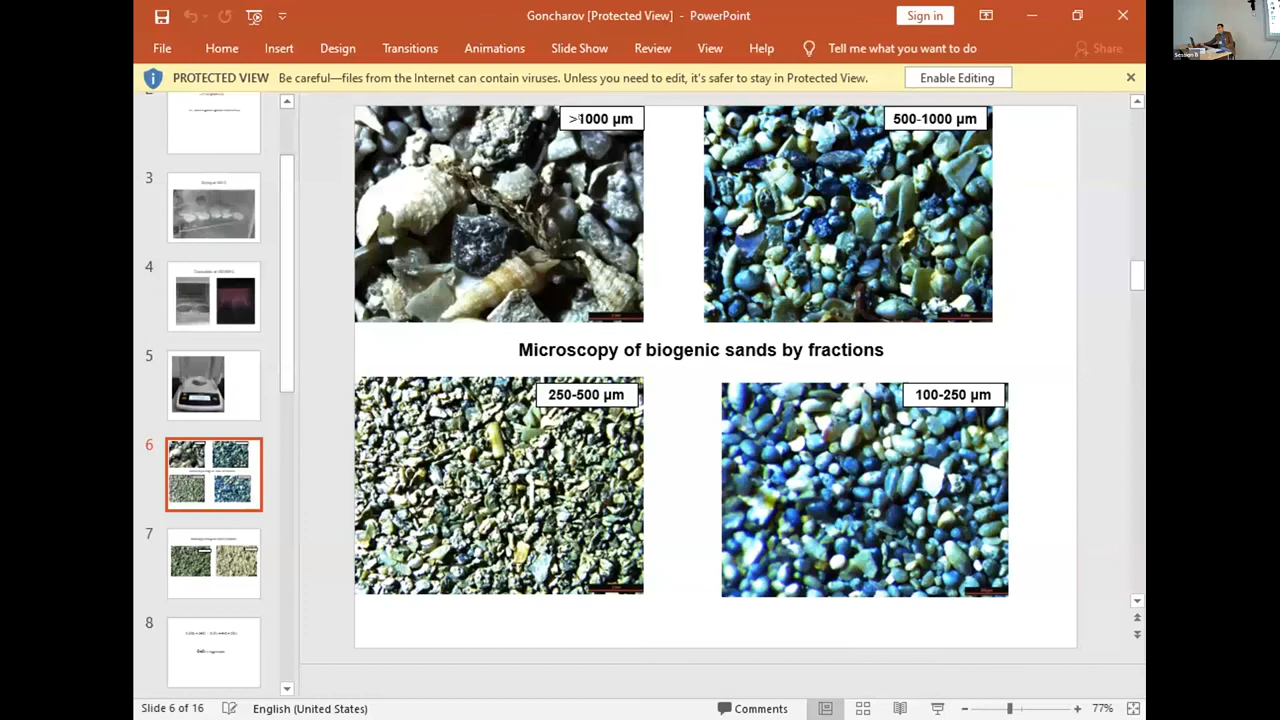 Goncharov [Protected View] - PowerPoint
Sign in
File Home Insert Design Transitions Animations Slide Show Review View Help Tell me what you want to do Share
PROTECTED VIEW Be careful—files from the Internet can contain viruses. Unless you need to edit, it's safer to stay in Protected View. Enable Editing
>1000 µm
500-1000 µm
Microscopy of biogenic sands by fractions
250-500 µm
100-250 µm
3
4
5
6
7
8
Session B
Slide 6 of 16 English (United States) Comments 77%